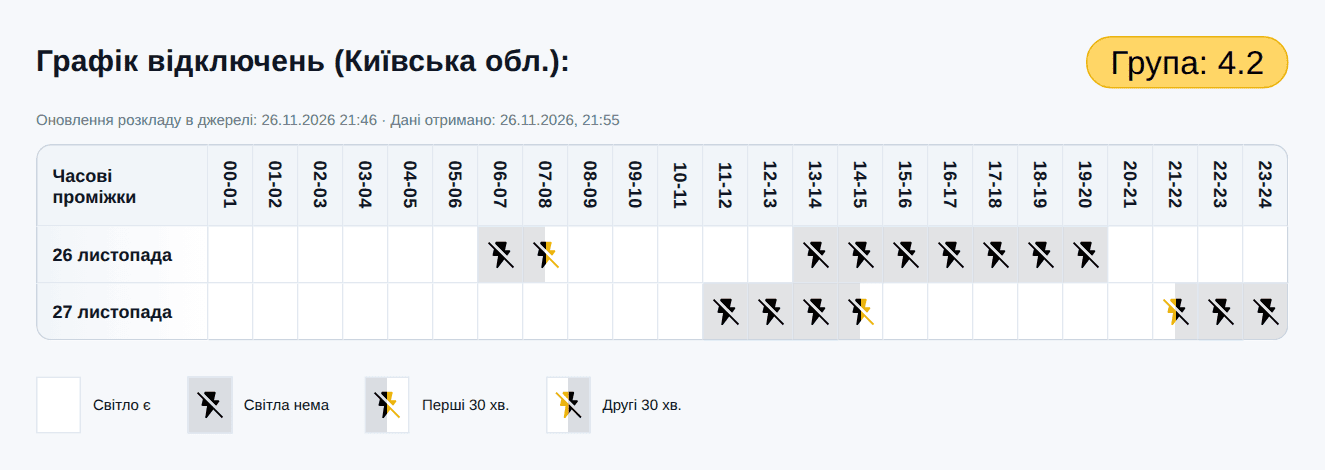 Графік відключень (Київська обл.):
Група: 4.2
Оновлення розкладу в джерелі: 26.11.2026 21:46 · Дані отримано: 26.11.2026, 21:55
Часові
проміжки
00-01 01-02 02-03 03-04 04-05 05-06 06-07 07-08 08-09 09-10 10-11 11-12 12-13 13-14 14-15 15-16 16-17 17-18 18-19 19-20 20-21 21-22 22-23 23-24
26 листопада
27 листопада
Світло є Світла нема Перші 30 хв. Другі 30 хв.